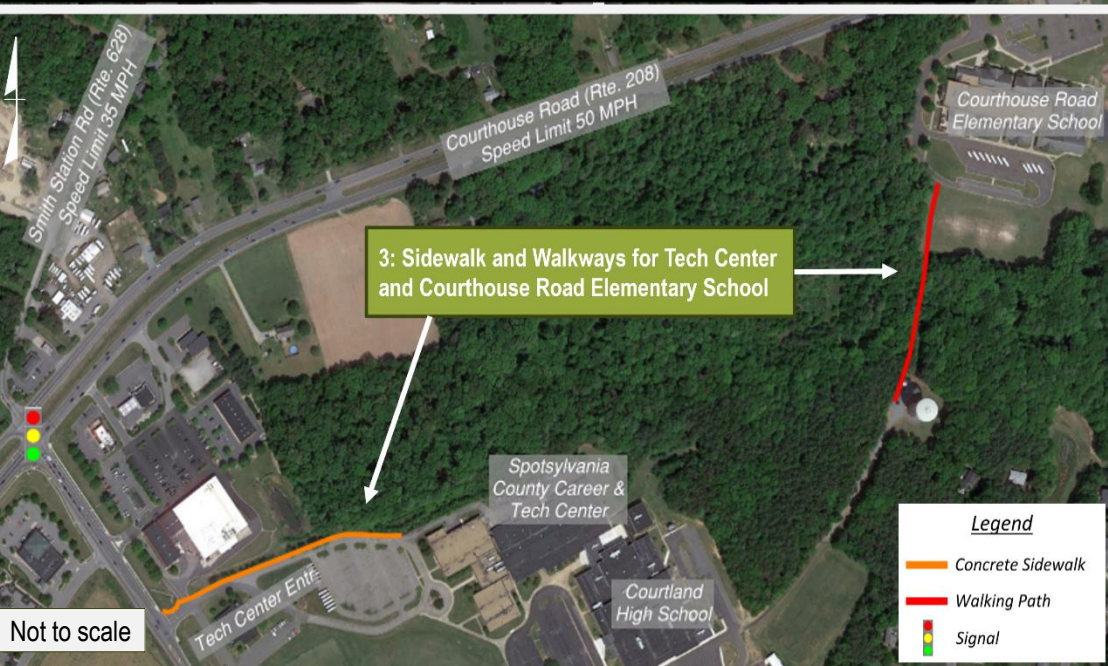 Smith Station Rd (Rte. 628)
Speed Limit 35 MPH
Courthouse Road (Rte. 208)
Speed Limit 50 MPH
Courthouse Road
Elementary School
3: Sidewalk and Walkways for Tech Center
and Courthouse Road Elementary School
Spotsylvania
County Career &
Tech Center
Courtland
High School
Tech Center Entr.
Not to scale
Legend
Concrete Sidewalk
Walking Path
Signal